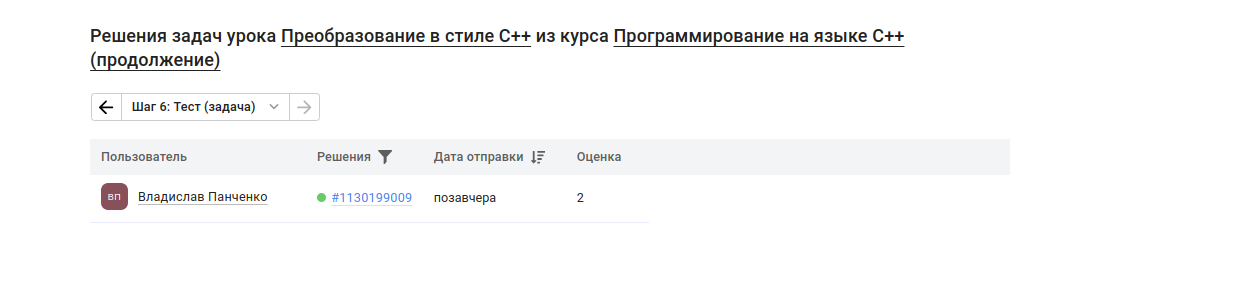 Решения задач урока Преобразование в стиле C++ из курса Программирование на языке C++
(продолжение)
Шаг 6: Тест (задача)
Пользователь Решения Дата отправки Оценка
ВП Владислав Панченко #1130199009 позавчера 2